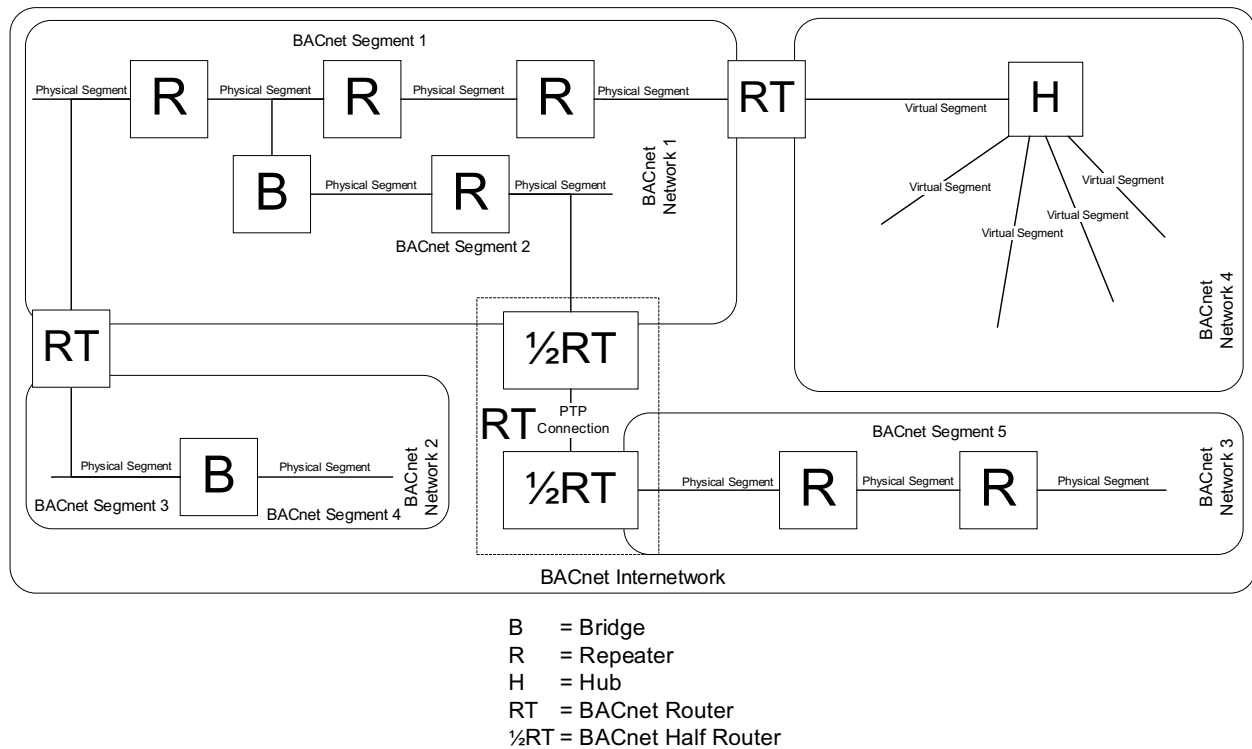 BACnet Segment 1
Physical Segment
R
Physical Segment
R
Physical Segment
R
Physical Segment
RT
Virtual Segment
H
B
Physical Segment
R
Physical Segment
BACnet Segment 2
BACnet
Network 1
Virtual Segment
Virtual Segment
Virtual Segment
Virtual Segment
BACnet
Network 4
RT
½RT
RT
PTP
Connection
½RT
Physical Segment
B
Physical Segment
BACnet Segment 3
BACnet Segment 4
BACnet
Network 2
BACnet Segment 5
Physical Segment
R
Physical Segment
R
Physical Segment
BACnet
Network 3
BACnet Internetwork
B = Bridge
R = Repeater
H = Hub
RT = BACnet Router
½RT = BACnet Half Router